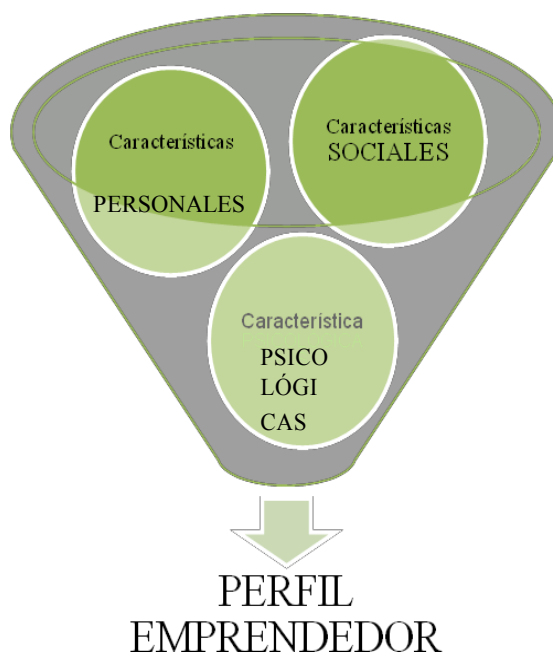 Características
PERSONALES
Características
SOCIALES
Característica
PSICO
LÓGI
CAS
PERFIL
EMPRENDEDOR